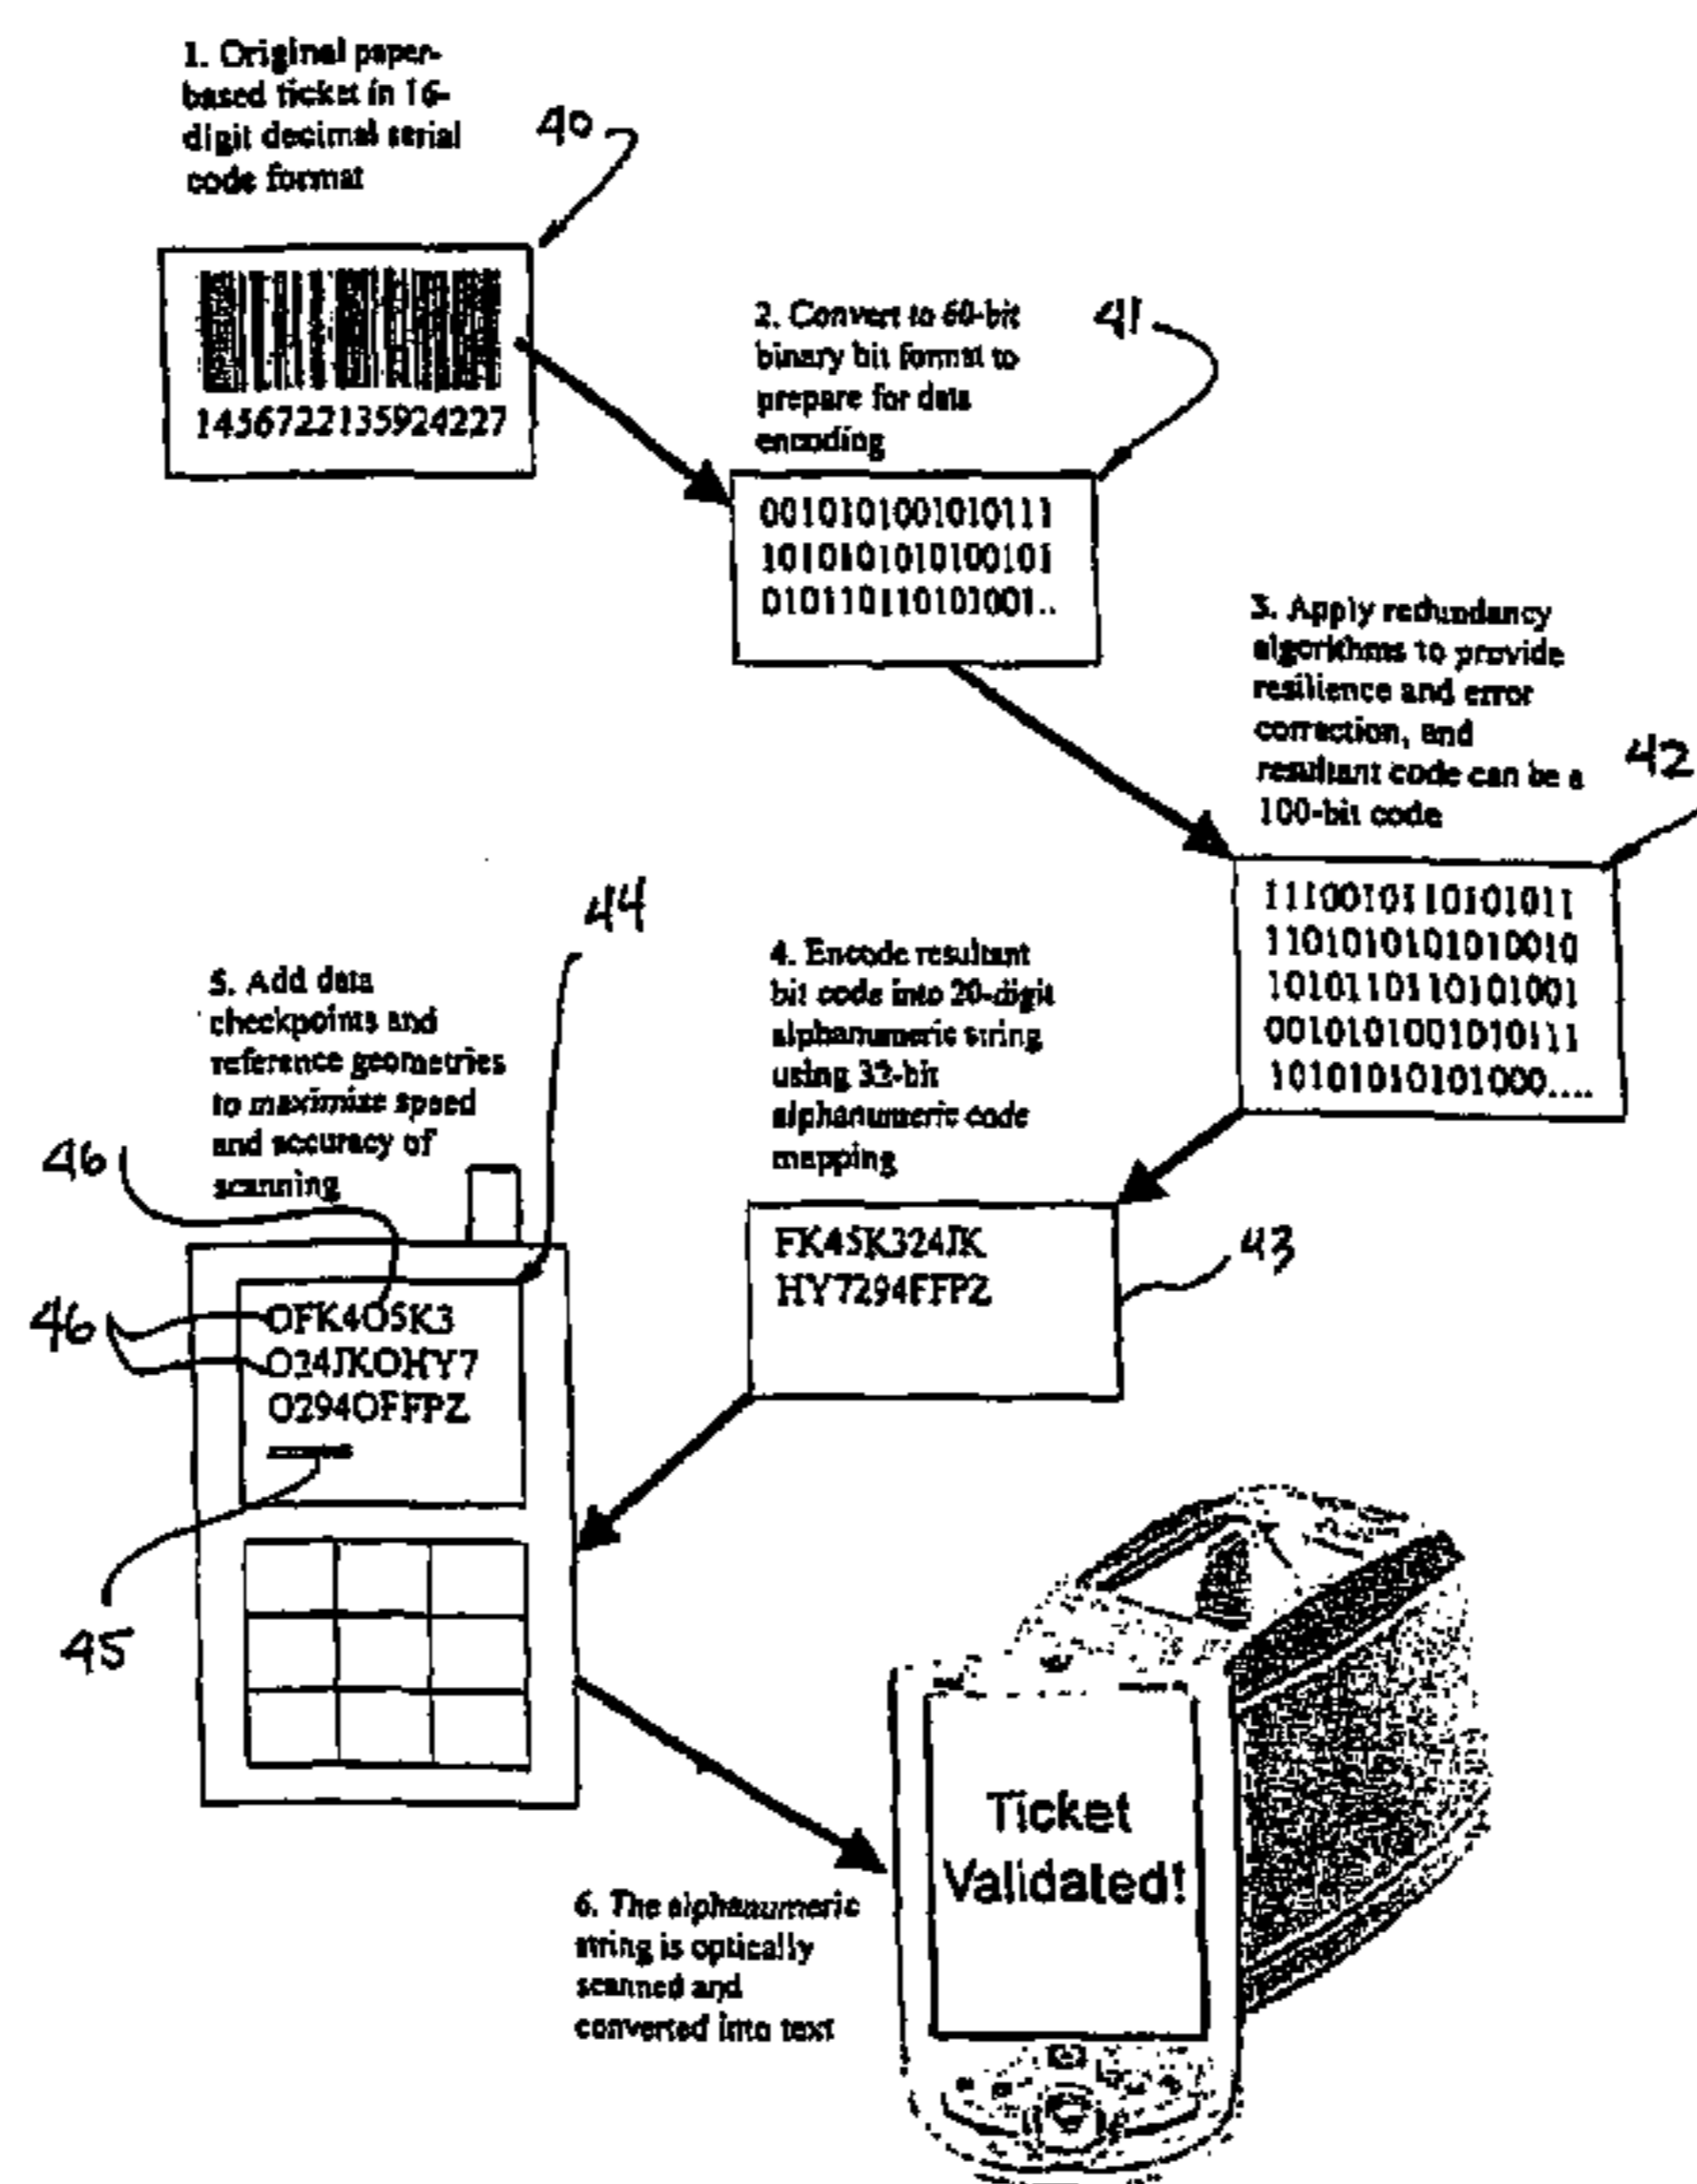 1. Original paper-
based ticket in 16-
digit decimal serial
code format
40
1456722135924227
2. Convert to 60-bit
binary bit format to
prepare for data
encoding
41
0010101001010111
1010101010100101
010110110101001..
3. Apply redundancy
algorithms to provide
resilience and error
correction, and
resultant code can be a
100-bit code
42
1110010110101011
1101010101010010
1010110110101001
0010101001010111
10101010101000....
4. Encode resultant
bit code into 20-digit
alphanumeric string
using 32-bit
alphanumeric code
mapping
43
FK45K324JK
HY7294FFPZ
44
5. Add data
checkpoints and
reference geometries
to maximize speed
and accuracy of
scanning
46
46
OFK4O5K3
O24JKOHY7
O294OFFPZ
45
6. The alphanumeric
string is optically
scanned and
converted into text
Ticket
Validated!